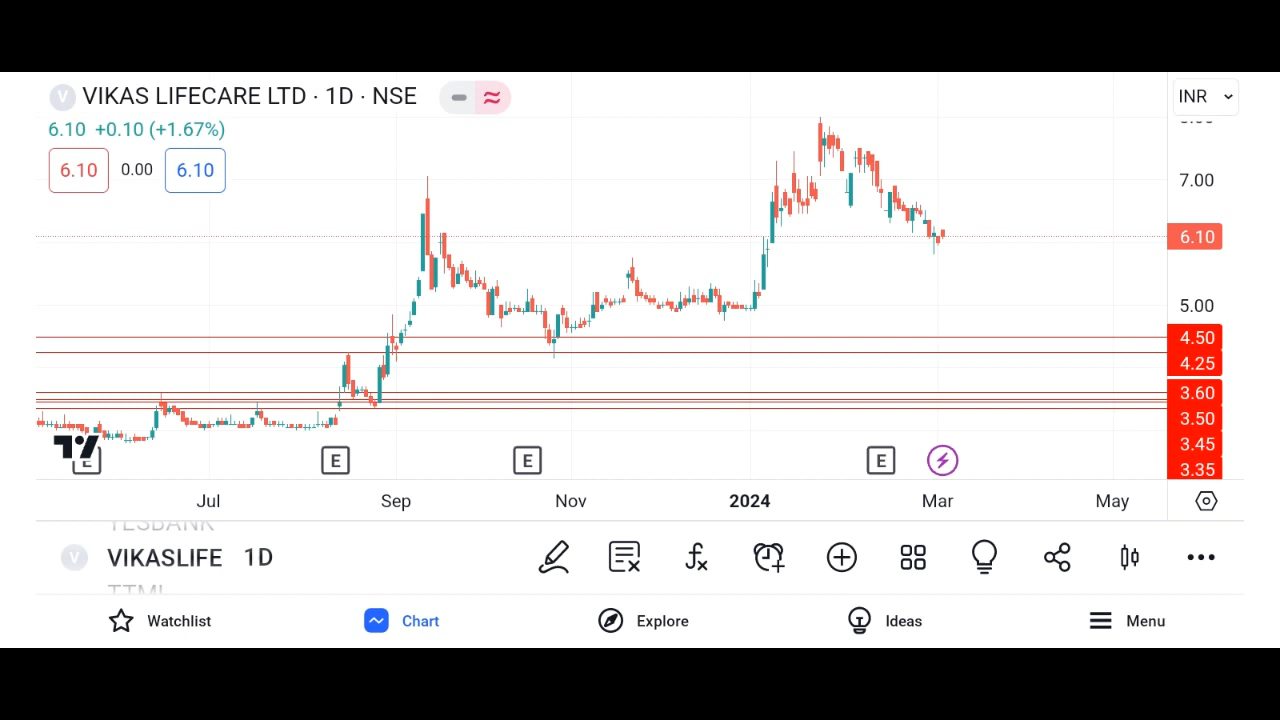 VIKAS LIFECARE LTD · 1D · NSE
INR
6.10 +0.10 (+1.67%)
6.10 0.00 6.10
7.00
6.10
5.00
4.50
4.25
3.60
3.50
3.45
3.35
E E E E
Jul Sep Nov 2024 Mar May
YESBANK
V VIKASLIFE 1D
TTML
Watchlist Chart Explore Ideas Menu